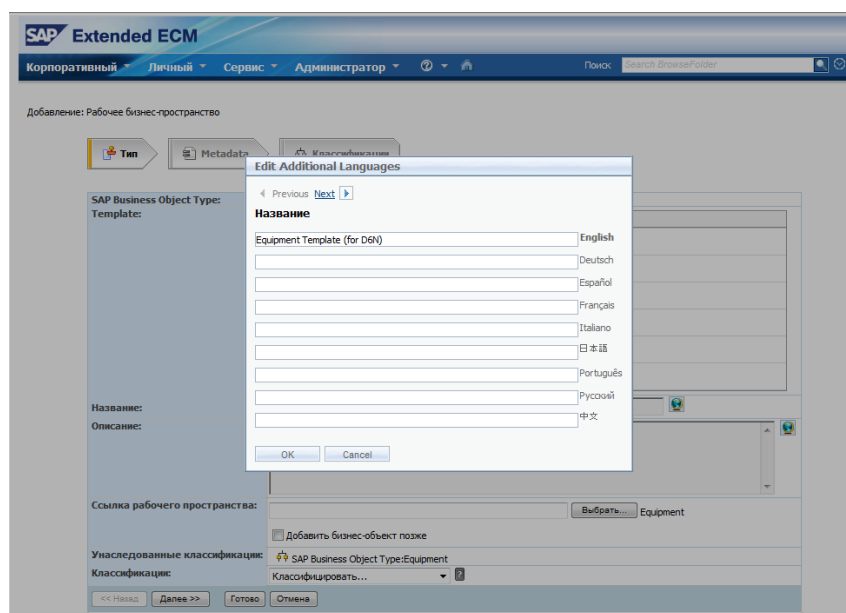 SAP Extended ECM
Корпоративный Личный Сервис Администратор Поиск Search BrowseFolder
Добавление: Рабочее бизнес-пространство
Тип Metadata Классификации
Edit Additional Languages
Previous Next
Название
Equipment Template (for D6N) English
Deutsch
Español
Français
Italiano
日本語
Português
Русский
中文
OK Cancel
SAP Business Object Type:
Template:
Название:
Описание:
Ссылка рабочего пространства: Выбрать... Equipment
Добавить бизнес-объект позже
Унаследованные классификации: SAP Business Object Type:Equipment
Классификации: Классифицировать...
<< Назад Далее >> Готово Отмена